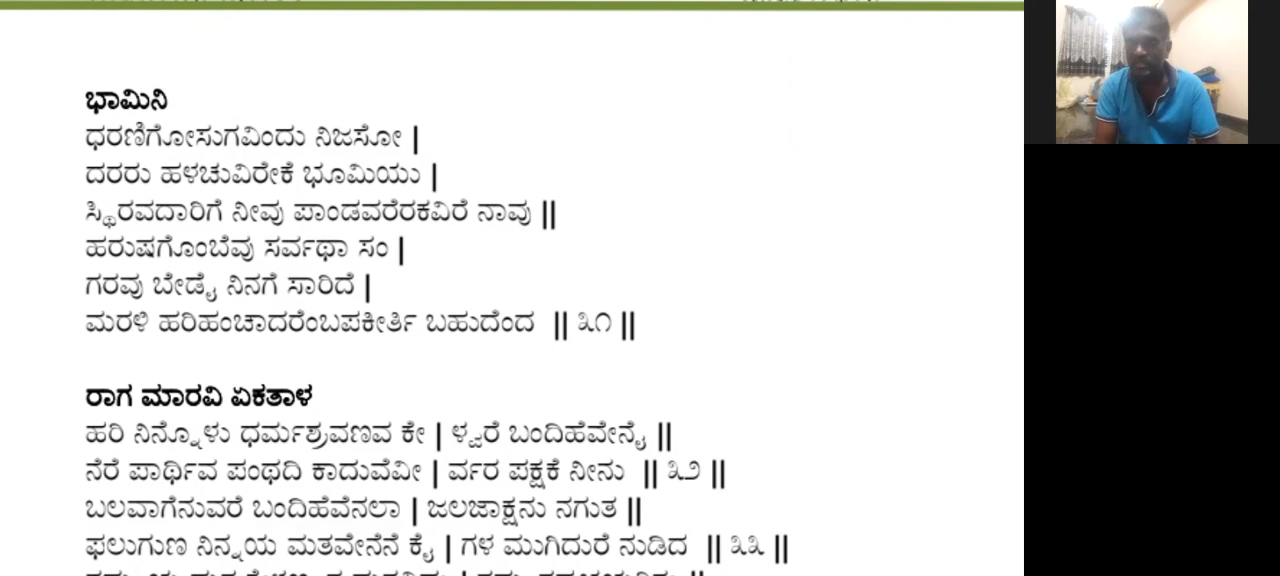 ಭಾಮಿನಿ
ಧರಣಿಗೋಸುಗವಿಂದು ನಿಜಸೋ |
ದರರು ಹಳಚುವಿರೇಕೆ ಭೂಮಿಯು |
ಸ್ಥಿರವದಾರಿಗೆ ನೀವು ಪಾಂಡವರೆರಕವಿರೆ ನಾವು ||
ಹರುಷಗೊಂಬೆವು ಸರ್ವಥಾ ಸಂ |
ಗರವು ಬೇಡೈ ನಿನಗೆ ಸಾರಿದೆ |
ಮರಳಿ ಹರಿಹಂಚಾದರೆಂಬಪಕೀರ್ತಿ ಬಹುದೆಂದ || ೩೧ ||
ರಾಗ ಮಾರವಿ ಏಕತಾಳ
ಹರಿ ನಿನ್ನೊಳು ಧರ್ಮಶ್ರವಣವ ಕೇ | ಳ್ವರೆ ಬಂದಿಹೆವೇನೈ ||
ನೆರೆ ಪಾರ್ಥಿವ ಪಂಥದಿ ಕಾದುವೆವೀ | ರ್ವರ ಪಕ್ಷಕೆ ನೀನು || ೩೨ ||
ಬಲವಾಗೆನುವರೆ ಬಂದಿಹೆವೆನಲಾ | ಜಲಜಾಕ್ಷನು ನಗುತ ||
ಫಲುಗುಣ ನಿನ್ನಯ ಮತವೇನೆನೆ ಕೈ | ಗಳ ಮುಗಿದುರೆ ನುಡಿದ || ೩೩ ||